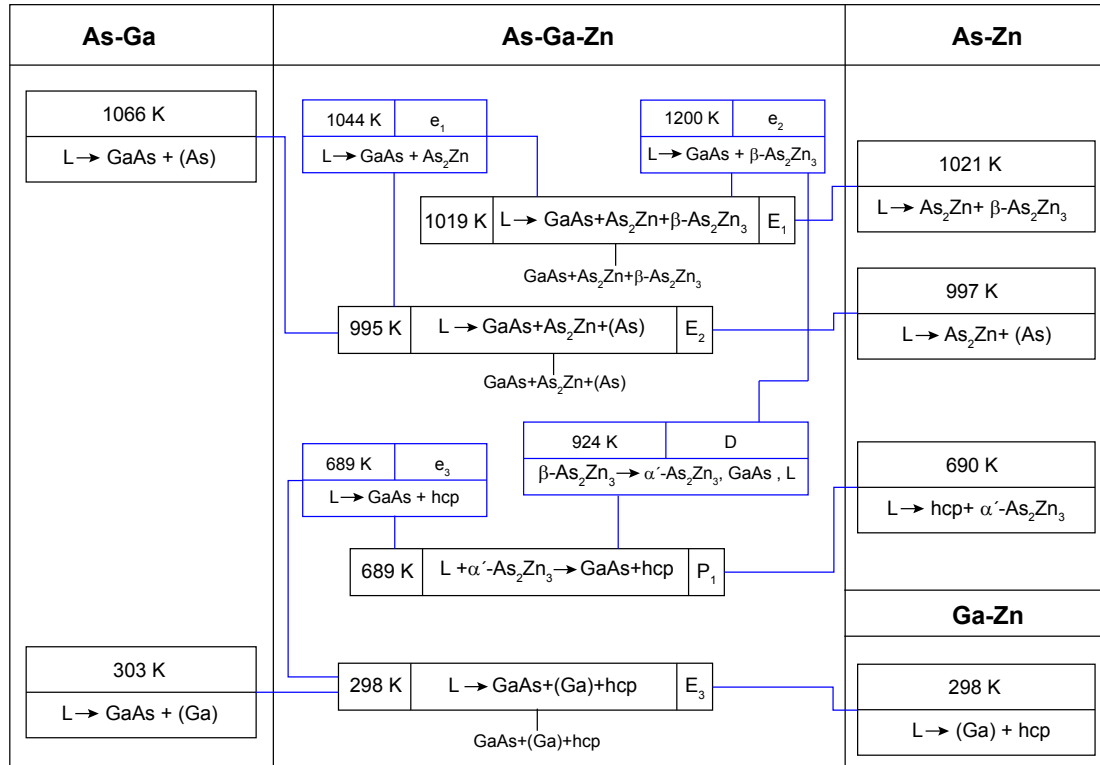 As-Ga
As-Ga-Zn
As-Zn
1066 K
L→ GaAs + (As)
1044 K e₁
L→ GaAs + As₂Zn
1200 K e₂
L→ GaAs + β-As₂Zn₃
1021 K
L→ As₂Zn+ β-As₂Zn₃
1019 K L→ GaAs+As₂Zn+β-As₂Zn₃ E₁
GaAs+As₂Zn+β-As₂Zn₃
997 K
L→ As₂Zn+ (As)
995 K L→GaAs+As₂Zn+(As) E₂
GaAs+As₂Zn+(As)
924 K D
β-As₂Zn₃→ α´-As₂Zn₃, GaAs , L
689 K e₃
L→ GaAs + hcp
690 K
L→ hcp+ α´-As₂Zn₃
689 K L +α´-As₂Zn₃→ GaAs+hcp P₁
Ga-Zn
303 K
L→ GaAs + (Ga)
298 K L→ GaAs+(Ga)+hcp E₃
GaAs+(Ga)+hcp
298 K
L→ (Ga) + hcp